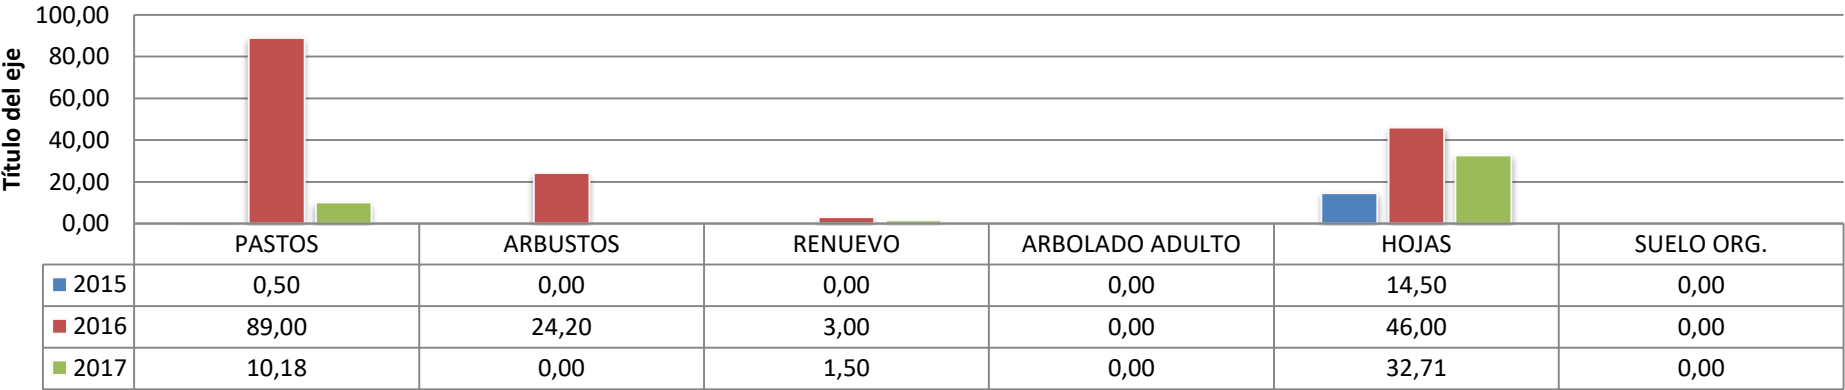 Título del eje
100,00
80,00
60,00
40,00
20,00
0,00
PASTOS ARBUSTOS RENUEVO ARBOLADO ADULTO HOJAS SUELO ORG.
2015 0,50 0,00 0,00 0,00 14,50 0,00
2016 89,00 24,20 3,00 0,00 46,00 0,00
2017 10,18 0,00 1,50 0,00 32,71 0,00